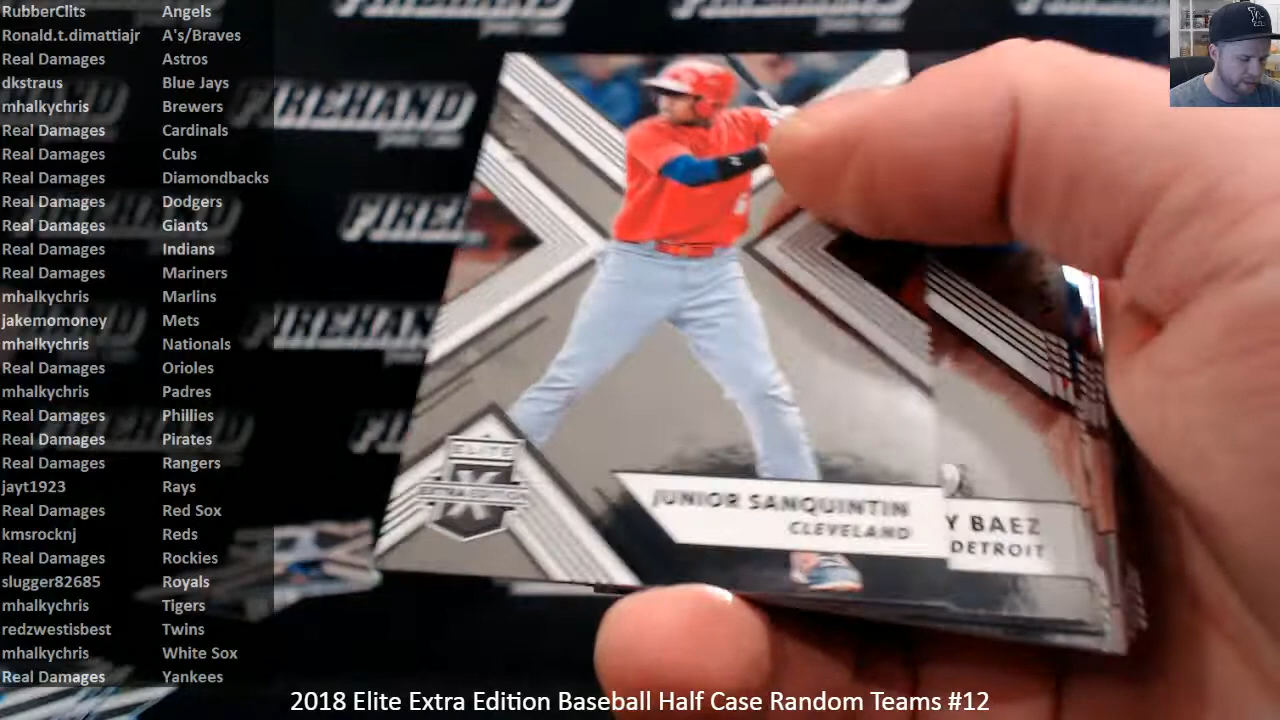 RubberClits Angels
Ronald.t.dimattiajr A's/Braves
Real Damages Astros
dkstraus Blue Jays
mhalkychris Brewers
Real Damages Cardinals
Real Damages Cubs
Real Damages Diamondbacks
Real Damages Dodgers
Real Damages Giants
Real Damages Indians
Real Damages Mariners
mhalkychris Marlins
jakemomoney Mets
mhalkychris Nationals
Real Damages Orioles
mhalkychris Padres
Real Damages Phillies
Real Damages Pirates
Real Damages Rangers
jayt1923 Rays
Real Damages Red Sox
kmsrocknj Reds
Real Damages Rockies
slugger82685 Royals
mhalkychris Tigers
redzwestisbest Twins
mhalkychris White Sox
Real Damages Yankees
FIREHAND
ELITE
X
EXTRA EDITION
JUNIOR SANQUINTIN
CLEVELAND
Y BAEZ
DETROIT
2018 Elite Extra Edition Baseball Half Case Random Teams #12